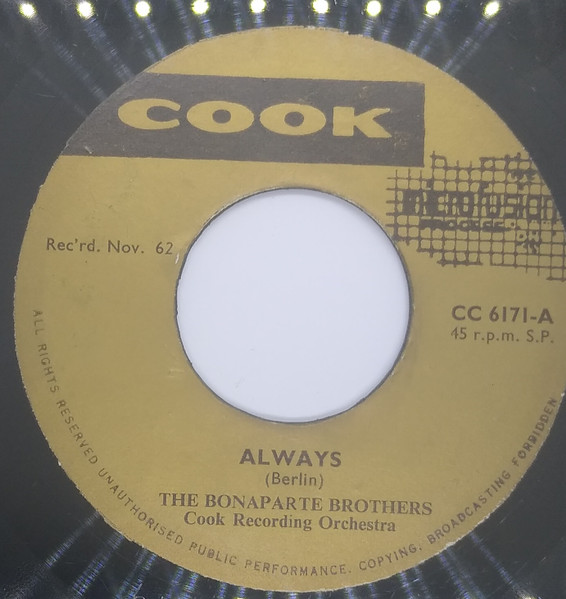 COOK
microfusion
PROCESS
Rec'rd. Nov. 62
CC 6171-A
45 r.p.m. S.P.
ALWAYS
(Berlin)
THE BONAPARTE BROTHERS
Cook Recording Orchestra
ALL RIGHTS RESERVED UNAUTHORISED PUBLIC PERFORMANCE. COPYING. BROADCASTING FORBIDDEN